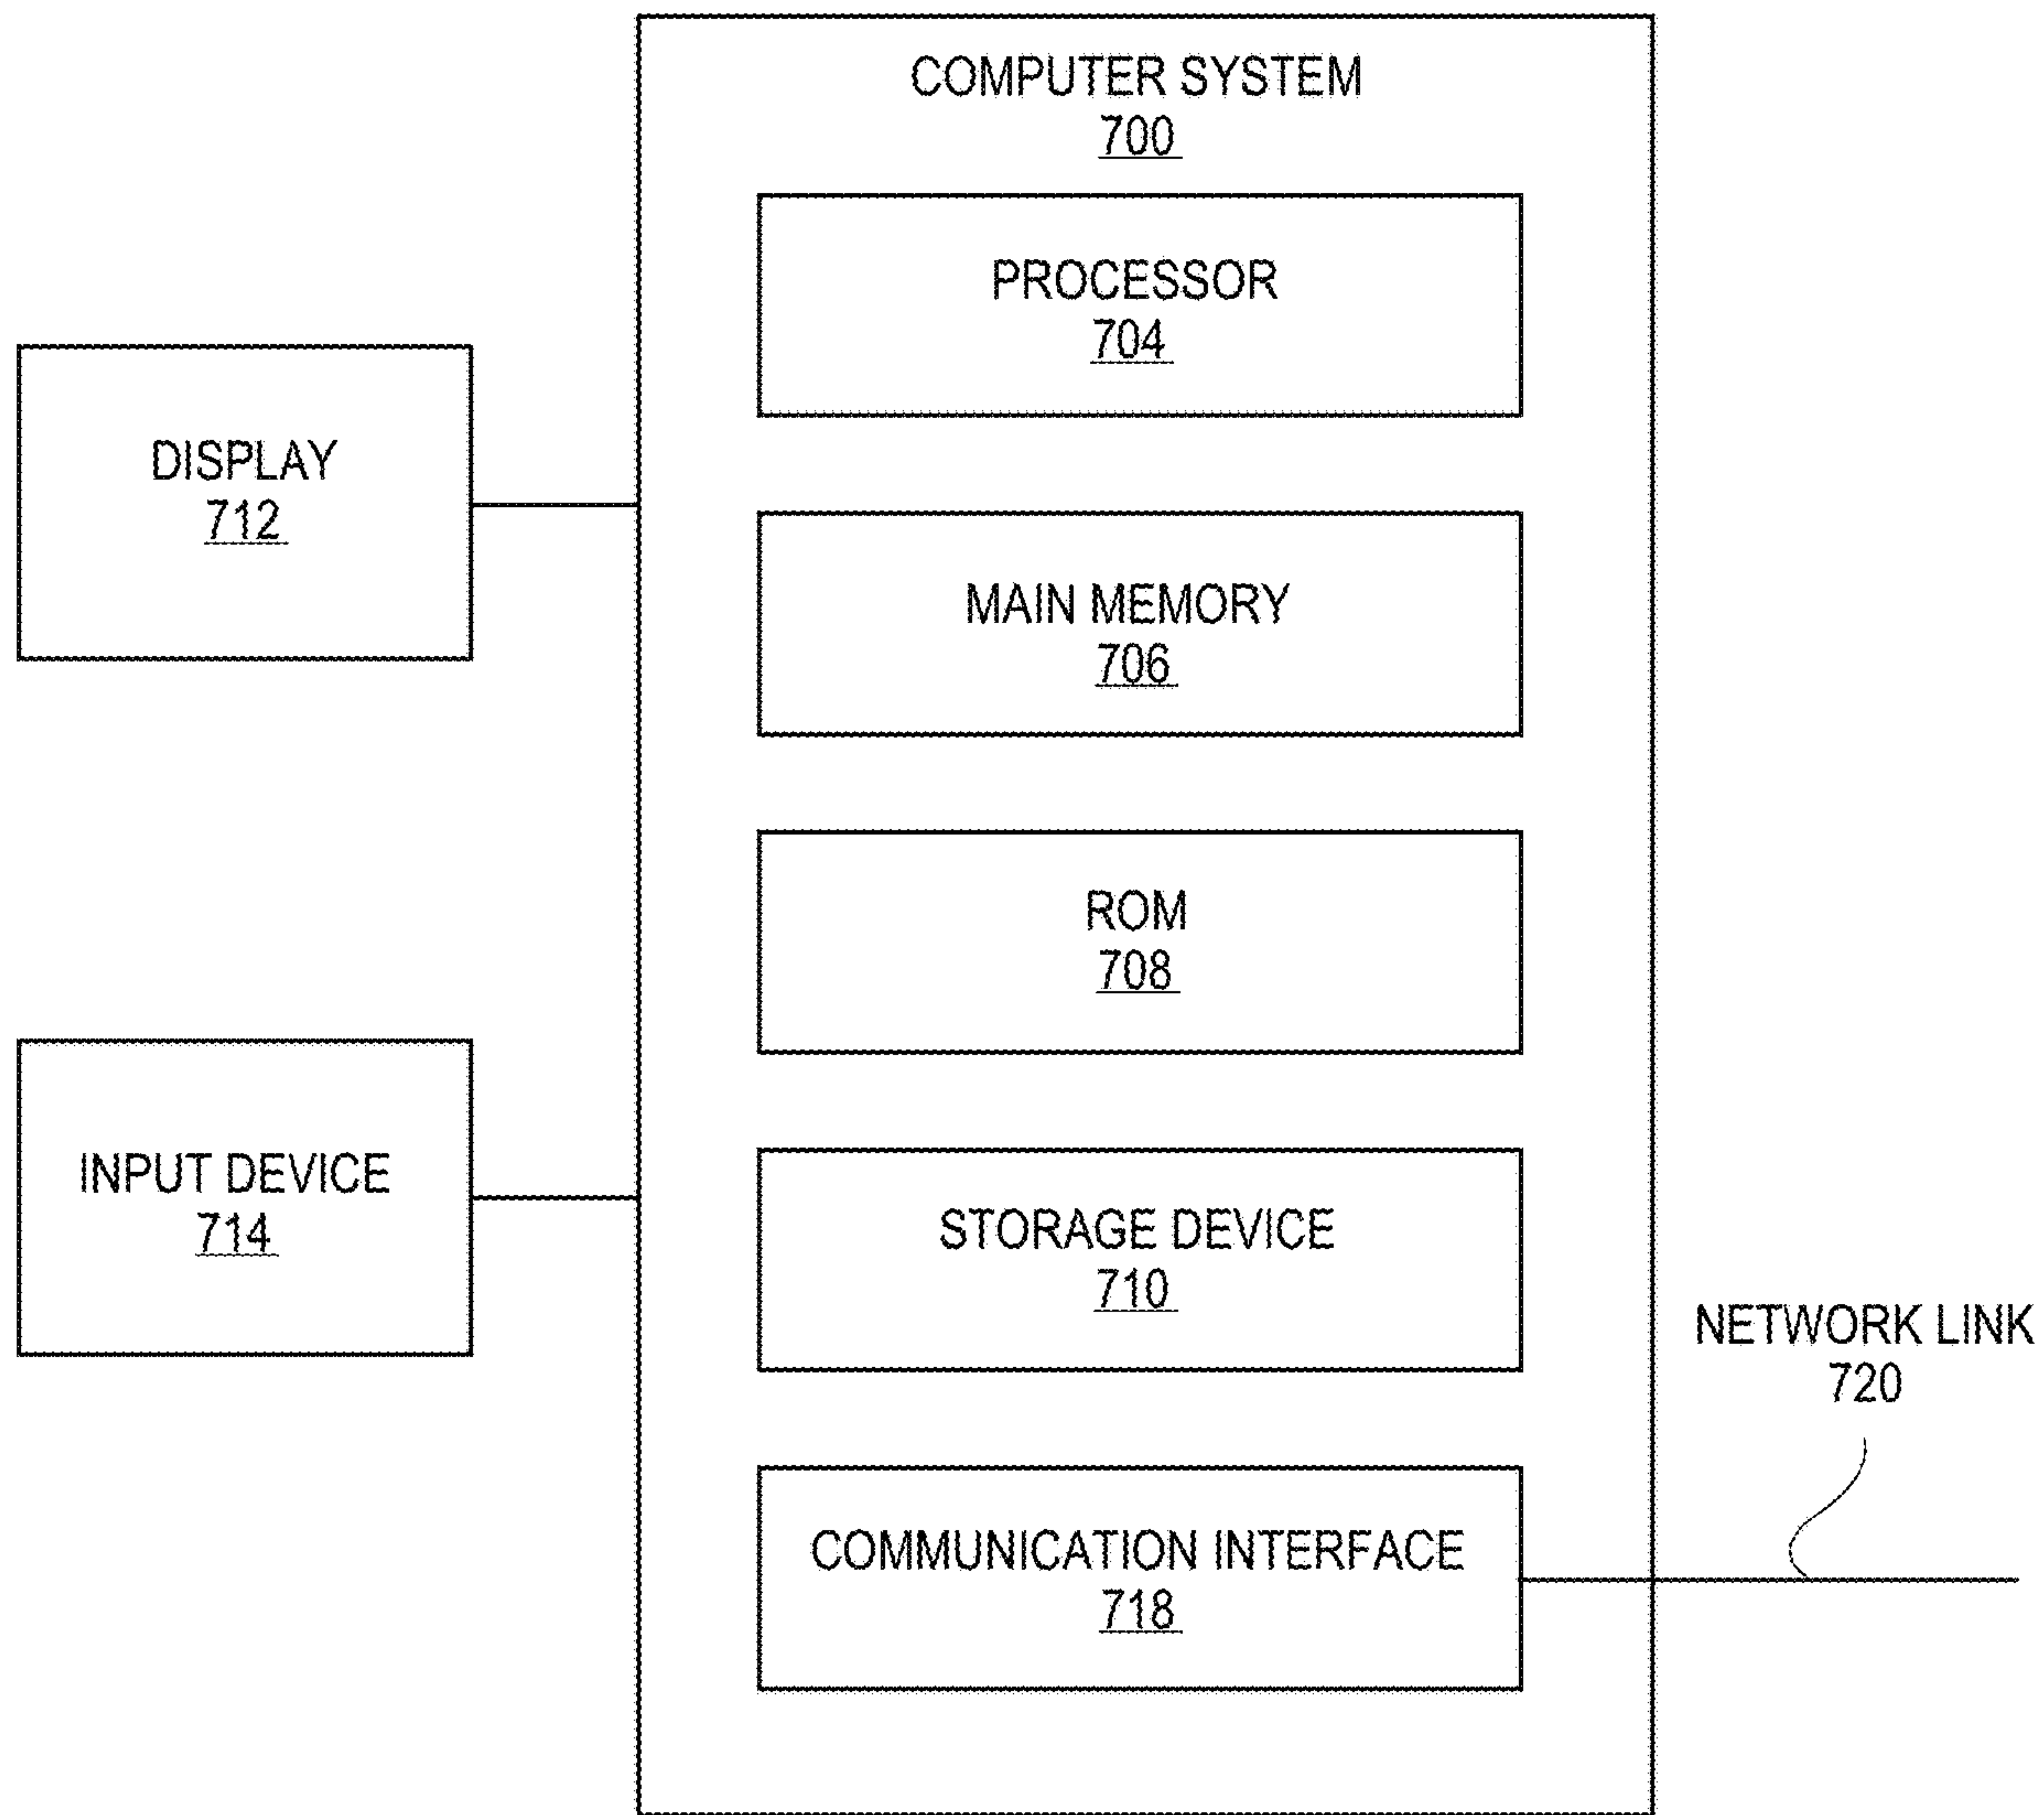 COMPUTER SYSTEM
700
PROCESSOR
704
DISPLAY
712
MAIN MEMORY
706
ROM
708
INPUT DEVICE
714
STORAGE DEVICE
710
NETWORK LINK
720
COMMUNICATION INTERFACE
718